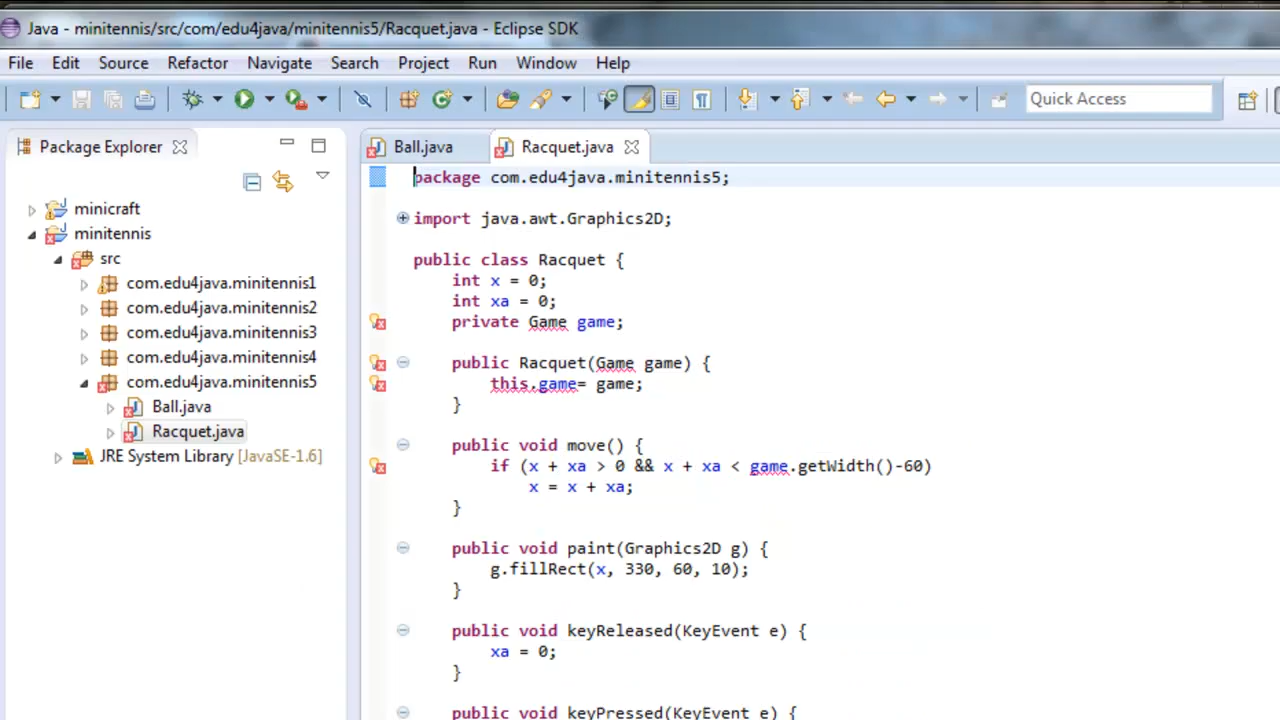 Java - minitennis/src/com/edu4java/minitennis5/Racquet.java - Eclipse SDK
File Edit Source Refactor Navigate Search Project Run Window Help
Quick Access
Package Explorer
minicraft
minitennis
src
com.edu4java.minitennis1
com.edu4java.minitennis2
com.edu4java.minitennis3
com.edu4java.minitennis4
com.edu4java.minitennis5
Ball.java
Racquet.java
JRE System Library [JavaSE-1.6]
Ball.java Racquet.java
package com.edu4java.minitennis5;
import java.awt.Graphics2D;
public class Racquet {
int x = 0;
int xa = 0;
private Game game;
public Racquet(Game game) {
this.game= game;
}
public void move() {
if (x + xa > 0 && x + xa < game.getWidth()-60)
x = x + xa;
}
public void paint(Graphics2D g) {
g.fillRect(x, 330, 60, 10);
}
public void keyReleased(KeyEvent e) {
xa = 0;
}
public void keyPressed(KeyEvent e) {